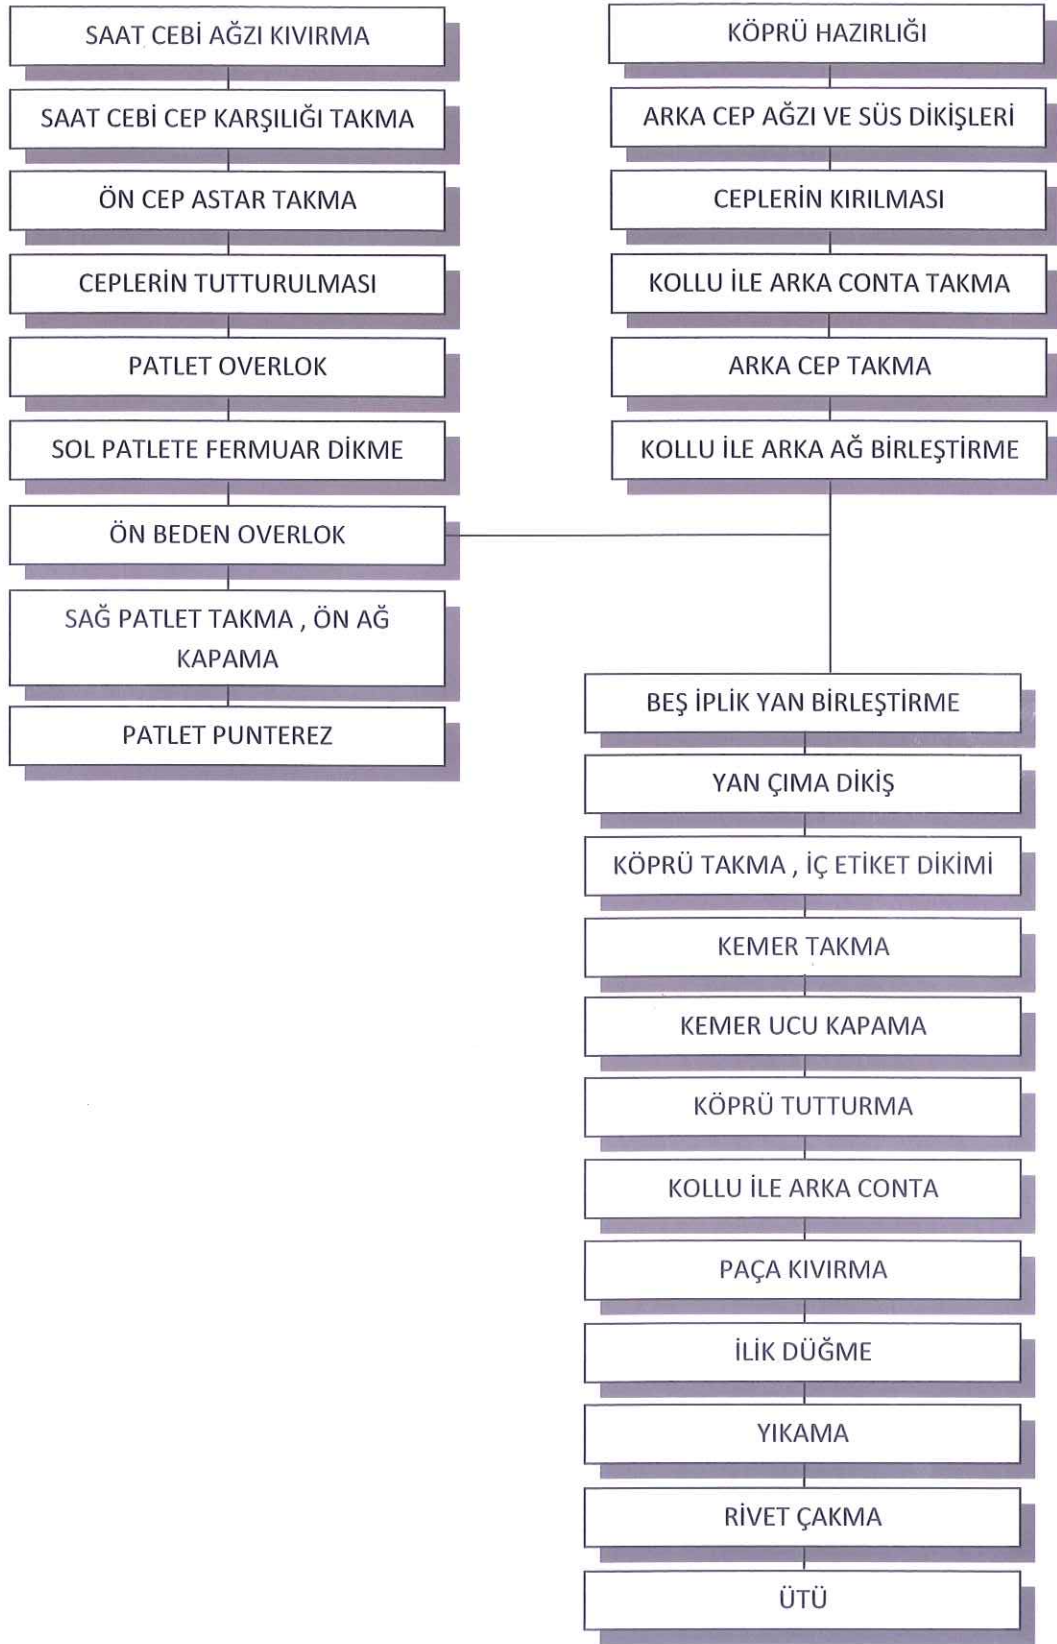 SAAT CEBİ AĞZI KIVIRMA
SAAT CEBİ CEP KARŞILIĞI TAKMA
ÖN CEP ASTAR TAKMA
CEPLERİN TUTTURULMASI
PATLET OVERLOK
SOL PATLETE FERMUAR DİKME
ÖN BEDEN OVERLOK
SAĞ PATLET TAKMA , ÖN AĞ
KAPAMA
PATLET PUNTEREZ
KÖPRÜ HAZIRLIĞI
ARKA CEP AĞZI VE SÜS DİKİŞLERİ
CEPLERİN KIRILMASI
KOLLU İLE ARKA CONTA TAKMA
ARKA CEP TAKMA
KOLLU İLE ARKA AĞ BİRLEŞTİRME
BEŞ İPLİK YAN BİRLEŞTİRME
YAN ÇIMA DİKİŞ
KÖPRÜ TAKMA , İÇ ETİKET DİKİMİ
KEMER TAKMA
KEMER UCU KAPAMA
KÖPRÜ TUTTURMA
KOLLU İLE ARKA CONTA
PAÇA KIVIRMA
İLİK DÜĞME
YIKAMA
RİVET ÇAKMA
ÜTÜ